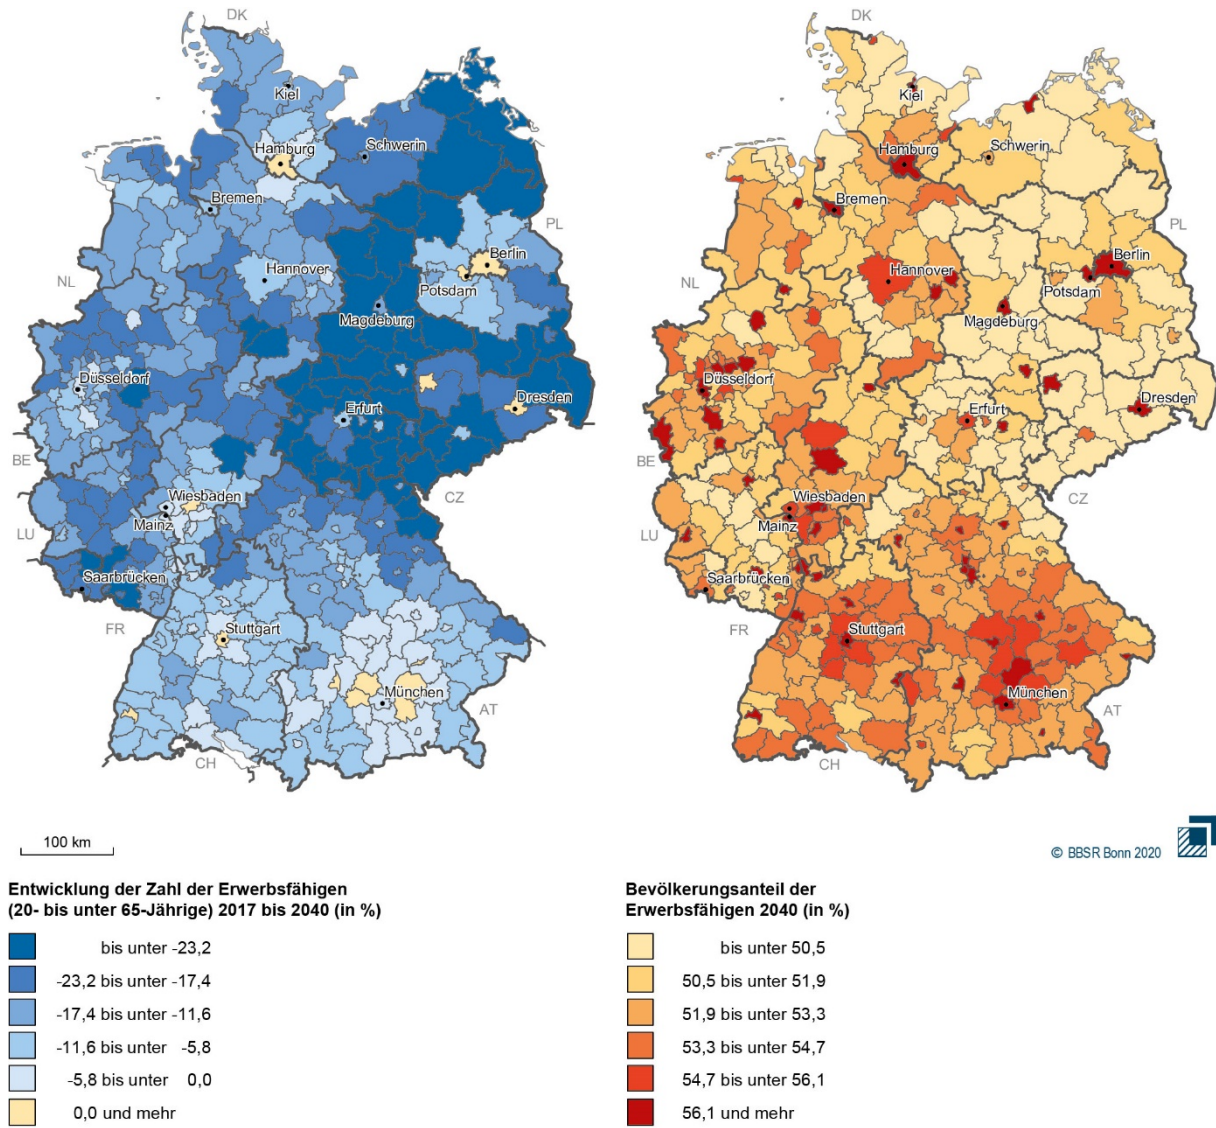 DK
Kiel
Hamburg
Schwerin
Bremen
PL
Berlin
Hannover
Potsdam
NL
Magdeburg
Düsseldorf
Dresden
Erfurt
BE
Wiesbaden
CZ
Mainz
LU
Saarbrücken
FR
Stuttgart
München
AT
CH
DK
Kiel
Hamburg
Schwerin
Bremen
PL
Berlin
Hannover
Potsdam
NL
Magdeburg
Düsseldorf
Dresden
Erfurt
BE
Wiesbaden
CZ
Mainz
LU
Saarbrücken
FR
Stuttgart
München
AT
CH
100 km
© BBSR Bonn 2020
Entwicklung der Zahl der Erwerbsfähigen
(20- bis unter 65-Jährige) 2017 bis 2040 (in %)
bis unter -23,2
-23,2 bis unter -17,4
-17,4 bis unter -11,6
-11,6 bis unter -5,8
-5,8 bis unter 0,0
0,0 und mehr
Bevölkerungsanteil der
Erwerbsfähigen 2040 (in %)
bis unter 50,5
50,5 bis unter 51,9
51,9 bis unter 53,3
53,3 bis unter 54,7
54,7 bis unter 56,1
56,1 und mehr